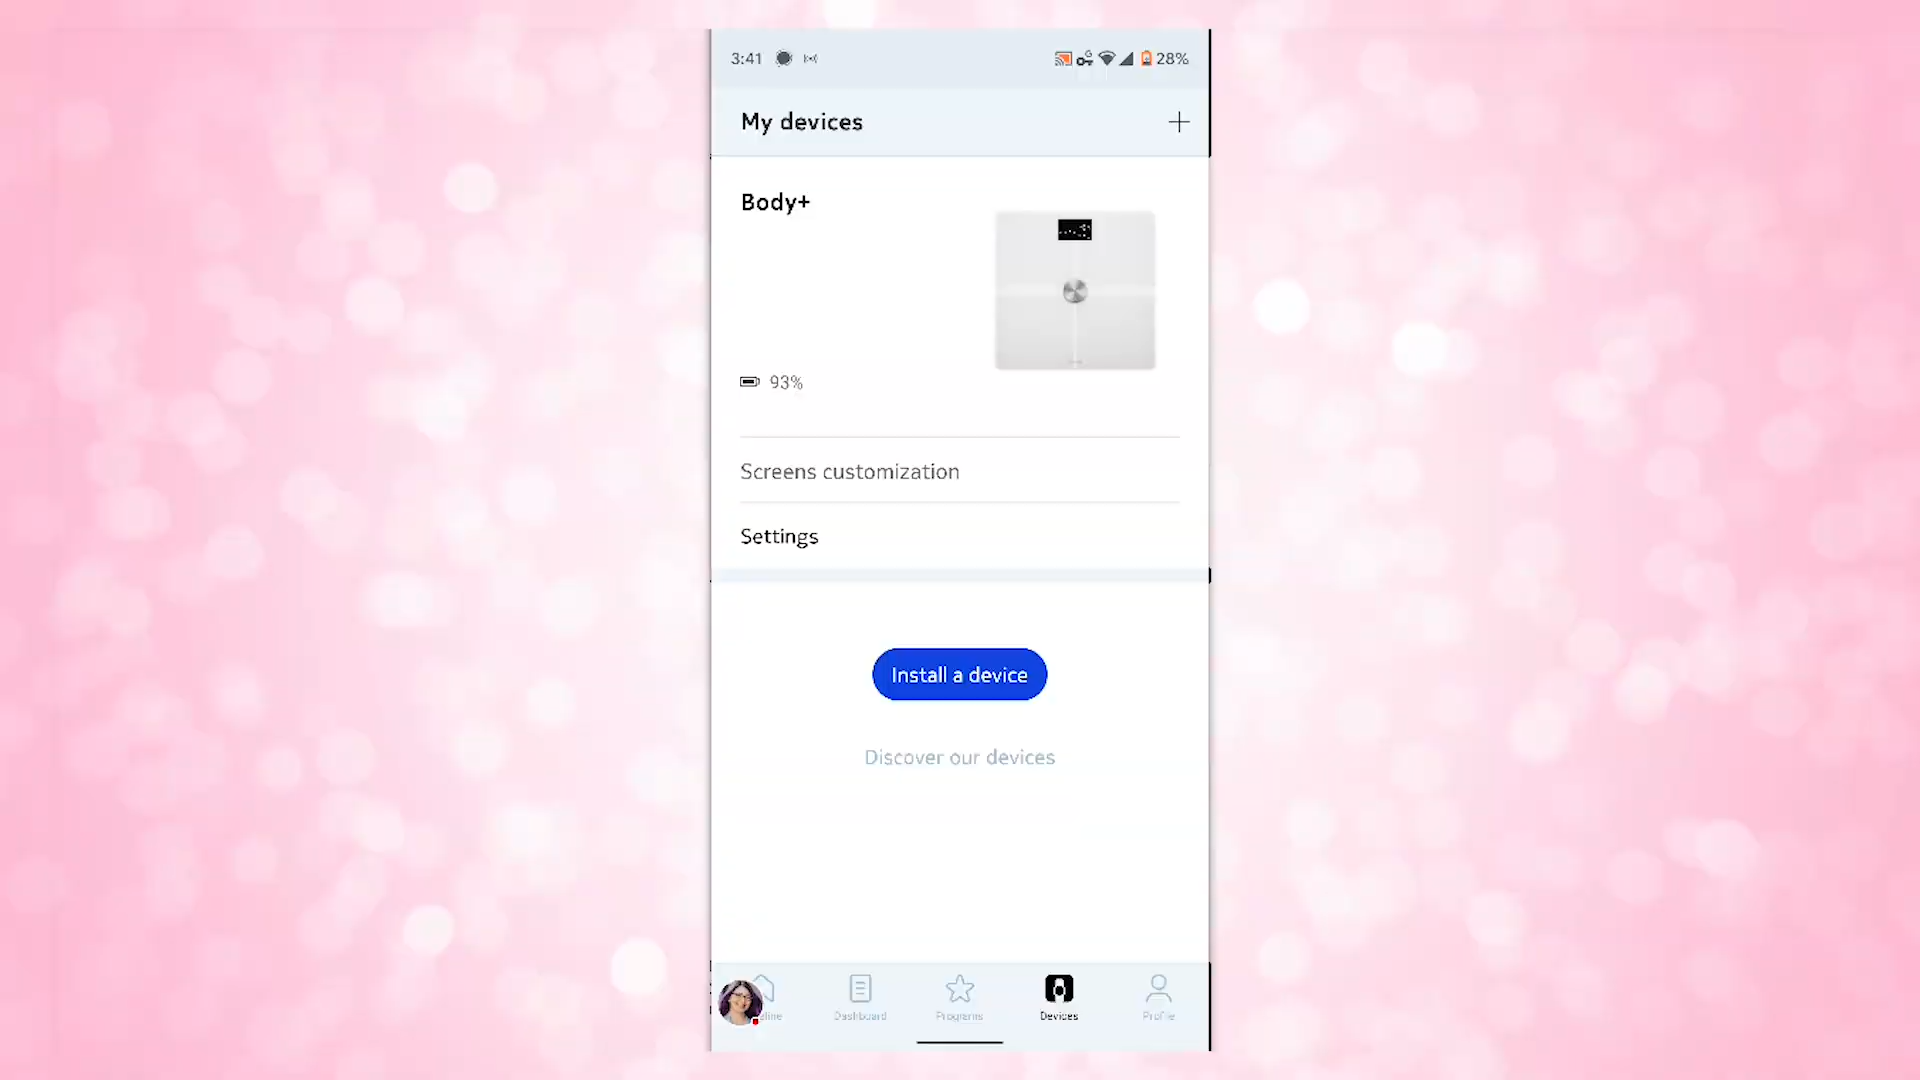 3:41
28%
My devices
Body+
93%
Screens customization
Settings
Install a device
Discover our devices
eline
Dashboard
Programs
Devices
Profile